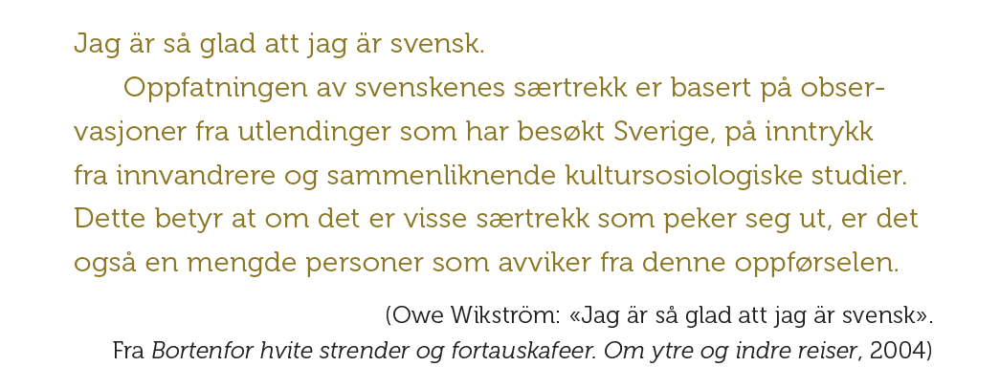 Jag är så glad att jag är svensk.
Oppfatningen av svenskenes særtrekk er basert på obser-
vasjoner fra utlendinger som har besøkt Sverige, på inntrykk
fra innvandrere og sammenliknende kultursosiologiske studier.
Dette betyr at om det er visse særtrekk som peker seg ut, er det
også en mengde personer som avviker fra denne oppførselen.
(Owe Wikström: «Jag är så glad att jag är svensk».
Fra Bortenfor hvite strender og fortauskafeer. Om ytre og indre reiser, 2004)